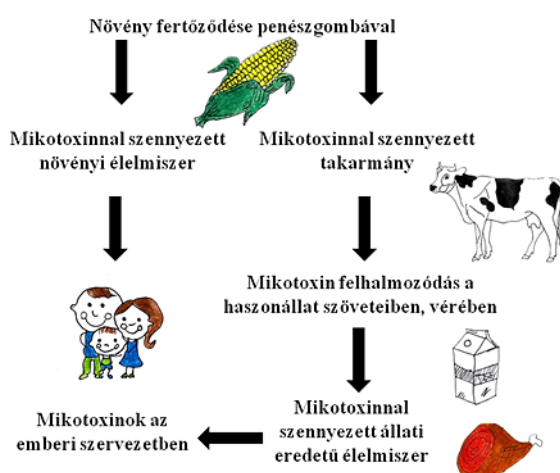 Növény fertőződése penészgombával
Mikotoxinnal szennyezett
növényi élelmiszer
Mikotoxinnal szennyezett
takarmány
Mikotoxin felhalmozódás a
haszonállat szöveteiben, vérében
Mikotoxinnal
szennyezett állati
eredetű élelmiszer
Mikotoxinok az
emberi szervezetben